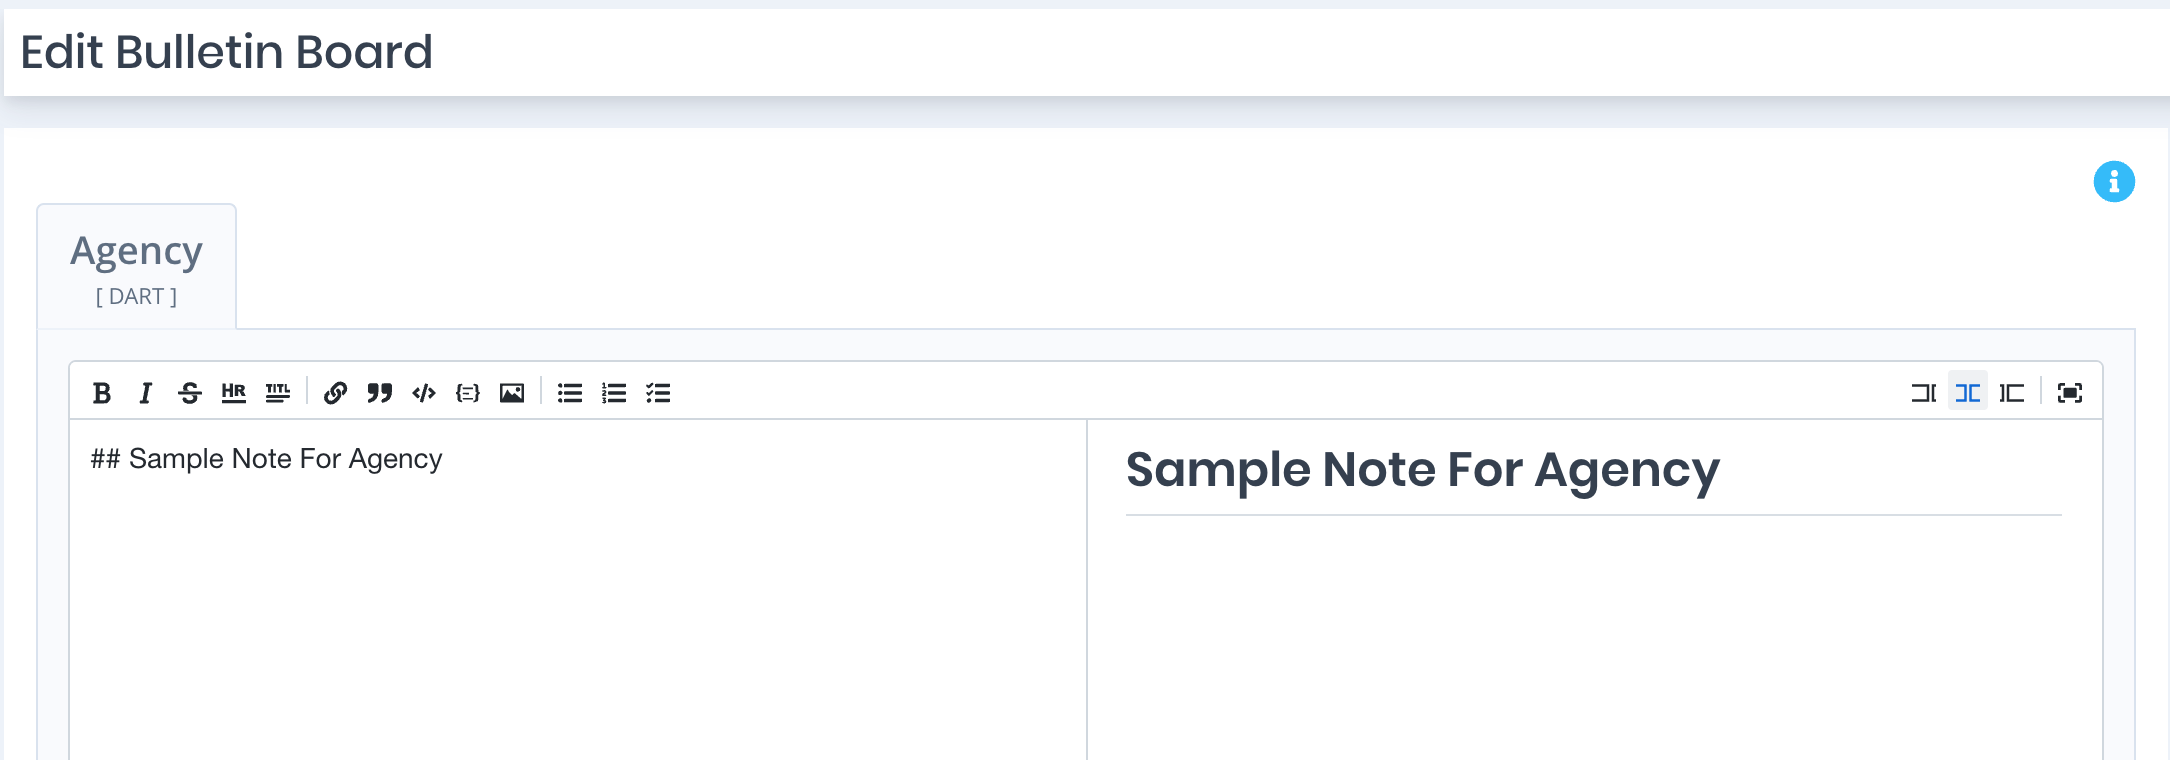 Edit Bulletin Board
Agency
[ DART ]
B I S HR TITL
## Sample Note For Agency
Sample Note For Agency